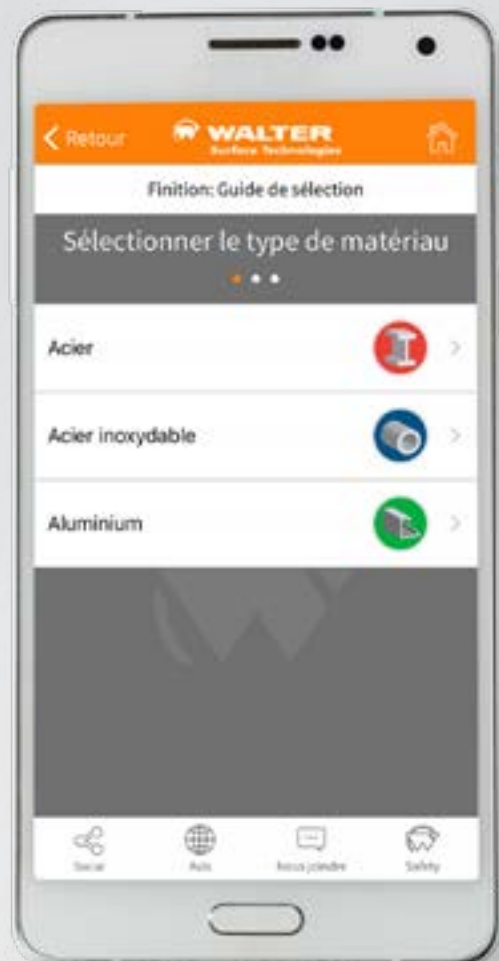 Retour
WALTER
Surface Technologies
Finition: Guide de sélection
Sélectionner le type de matériau
Acier
Acier inoxydable
Aluminium
Social
Avis
Nous joindre
Safety